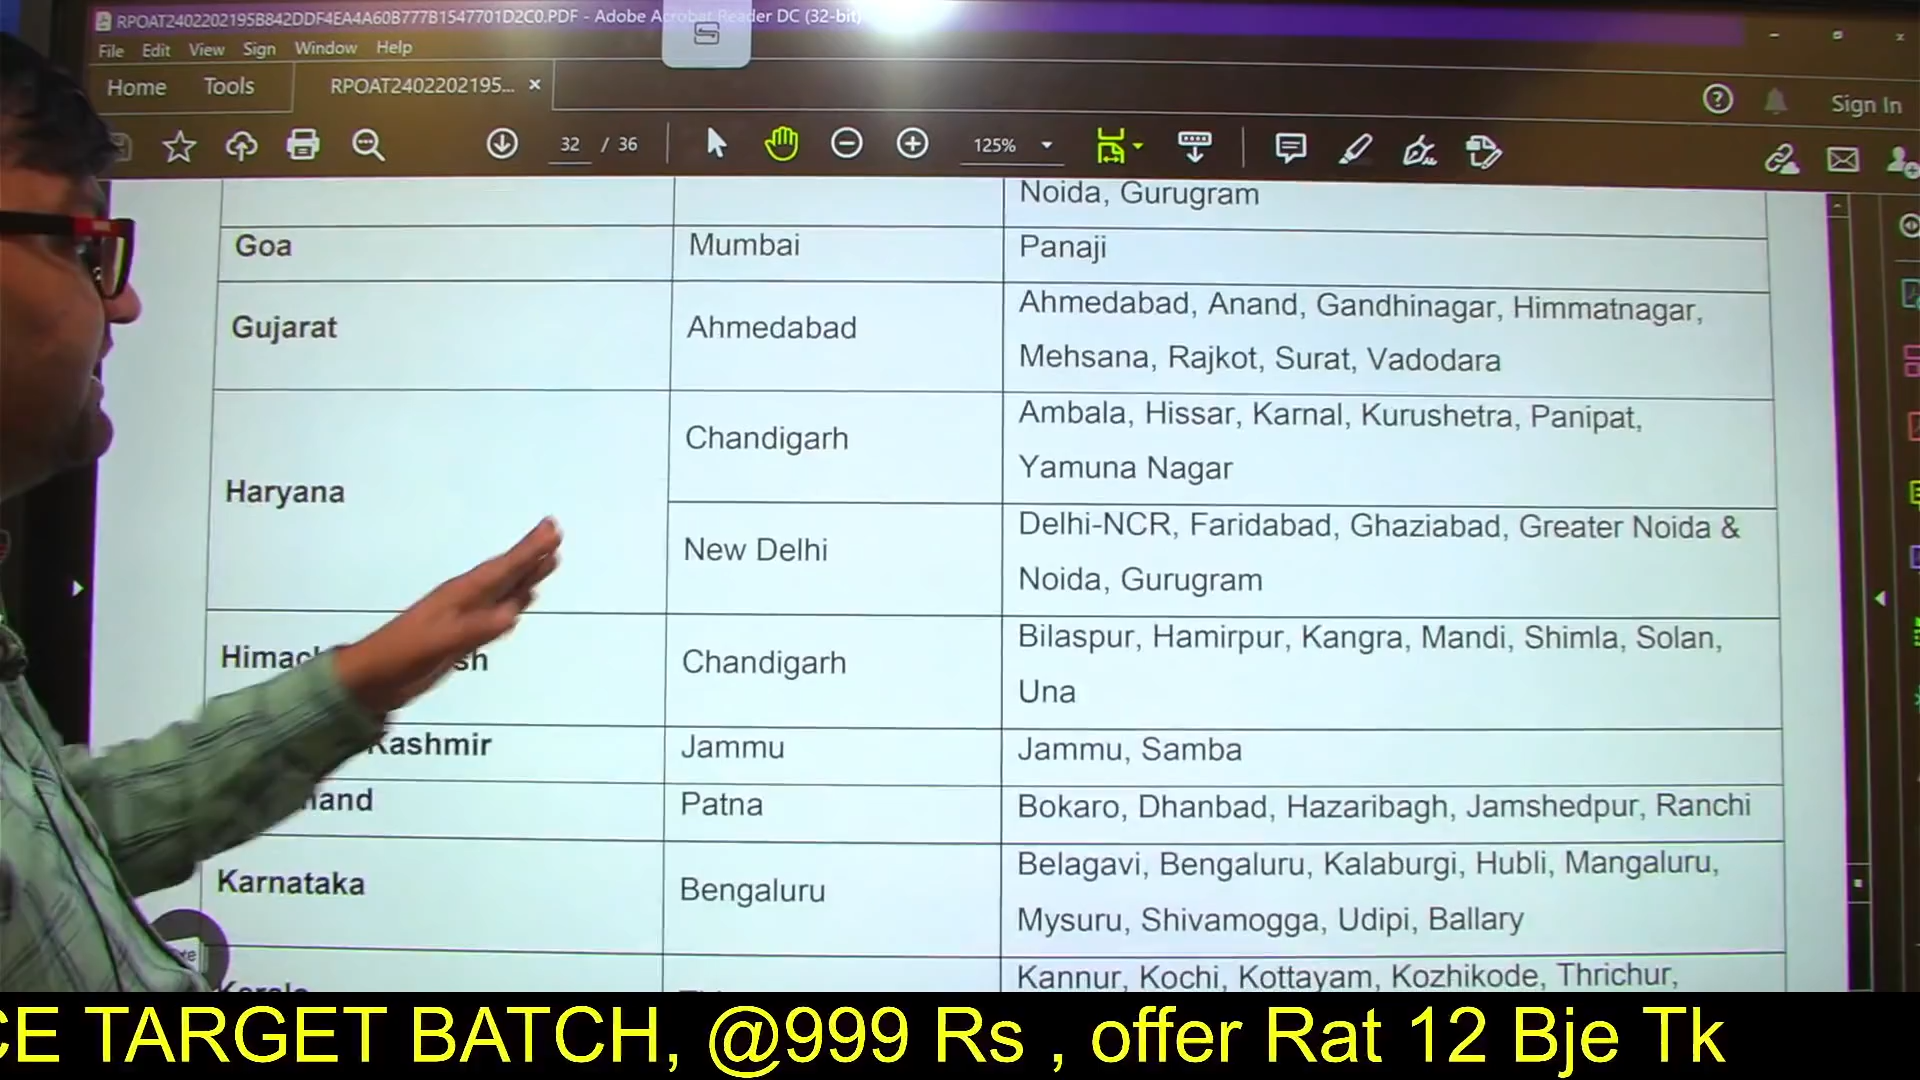 RPOAT2402202195B842DDF4EA4A60B777B1547701D2C0.PDF - Adobe Acrobat Reader DC (32-bit)
File Edit View Sign Window Help
Home Tools RPOAT2402202195... ×
Sign In
32 / 36 125%
Noida, Gurugram
Goa Mumbai Panaji
Gujarat Ahmedabad Ahmedabad, Anand, Gandhinagar, Himmatnagar,
Mehsana, Rajkot, Surat, Vadodara
Haryana Chandigarh Ambala, Hissar, Karnal, Kurushetra, Panipat,
Yamuna Nagar
New Delhi Delhi-NCR, Faridabad, Ghaziabad, Greater Noida &
Noida, Gurugram
Chandigarh Bilaspur, Hamirpur, Kangra, Mandi, Shimla, Solan,
Una
Kashmir Jammu Jammu, Samba
Patna Bokaro, Dhanbad, Hazaribagh, Jamshedpur, Ranchi
Karnataka Bengaluru Belagavi, Bengaluru, Kalaburgi, Hubli, Mangaluru,
Mysuru, Shivamogga, Udipi, Ballary
Kerala Kannur, Kochi, Kottayam, Kozhikode, Thrichur,
CE TARGET BATCH, @999 Rs , offer Rat 12 Bje Tk